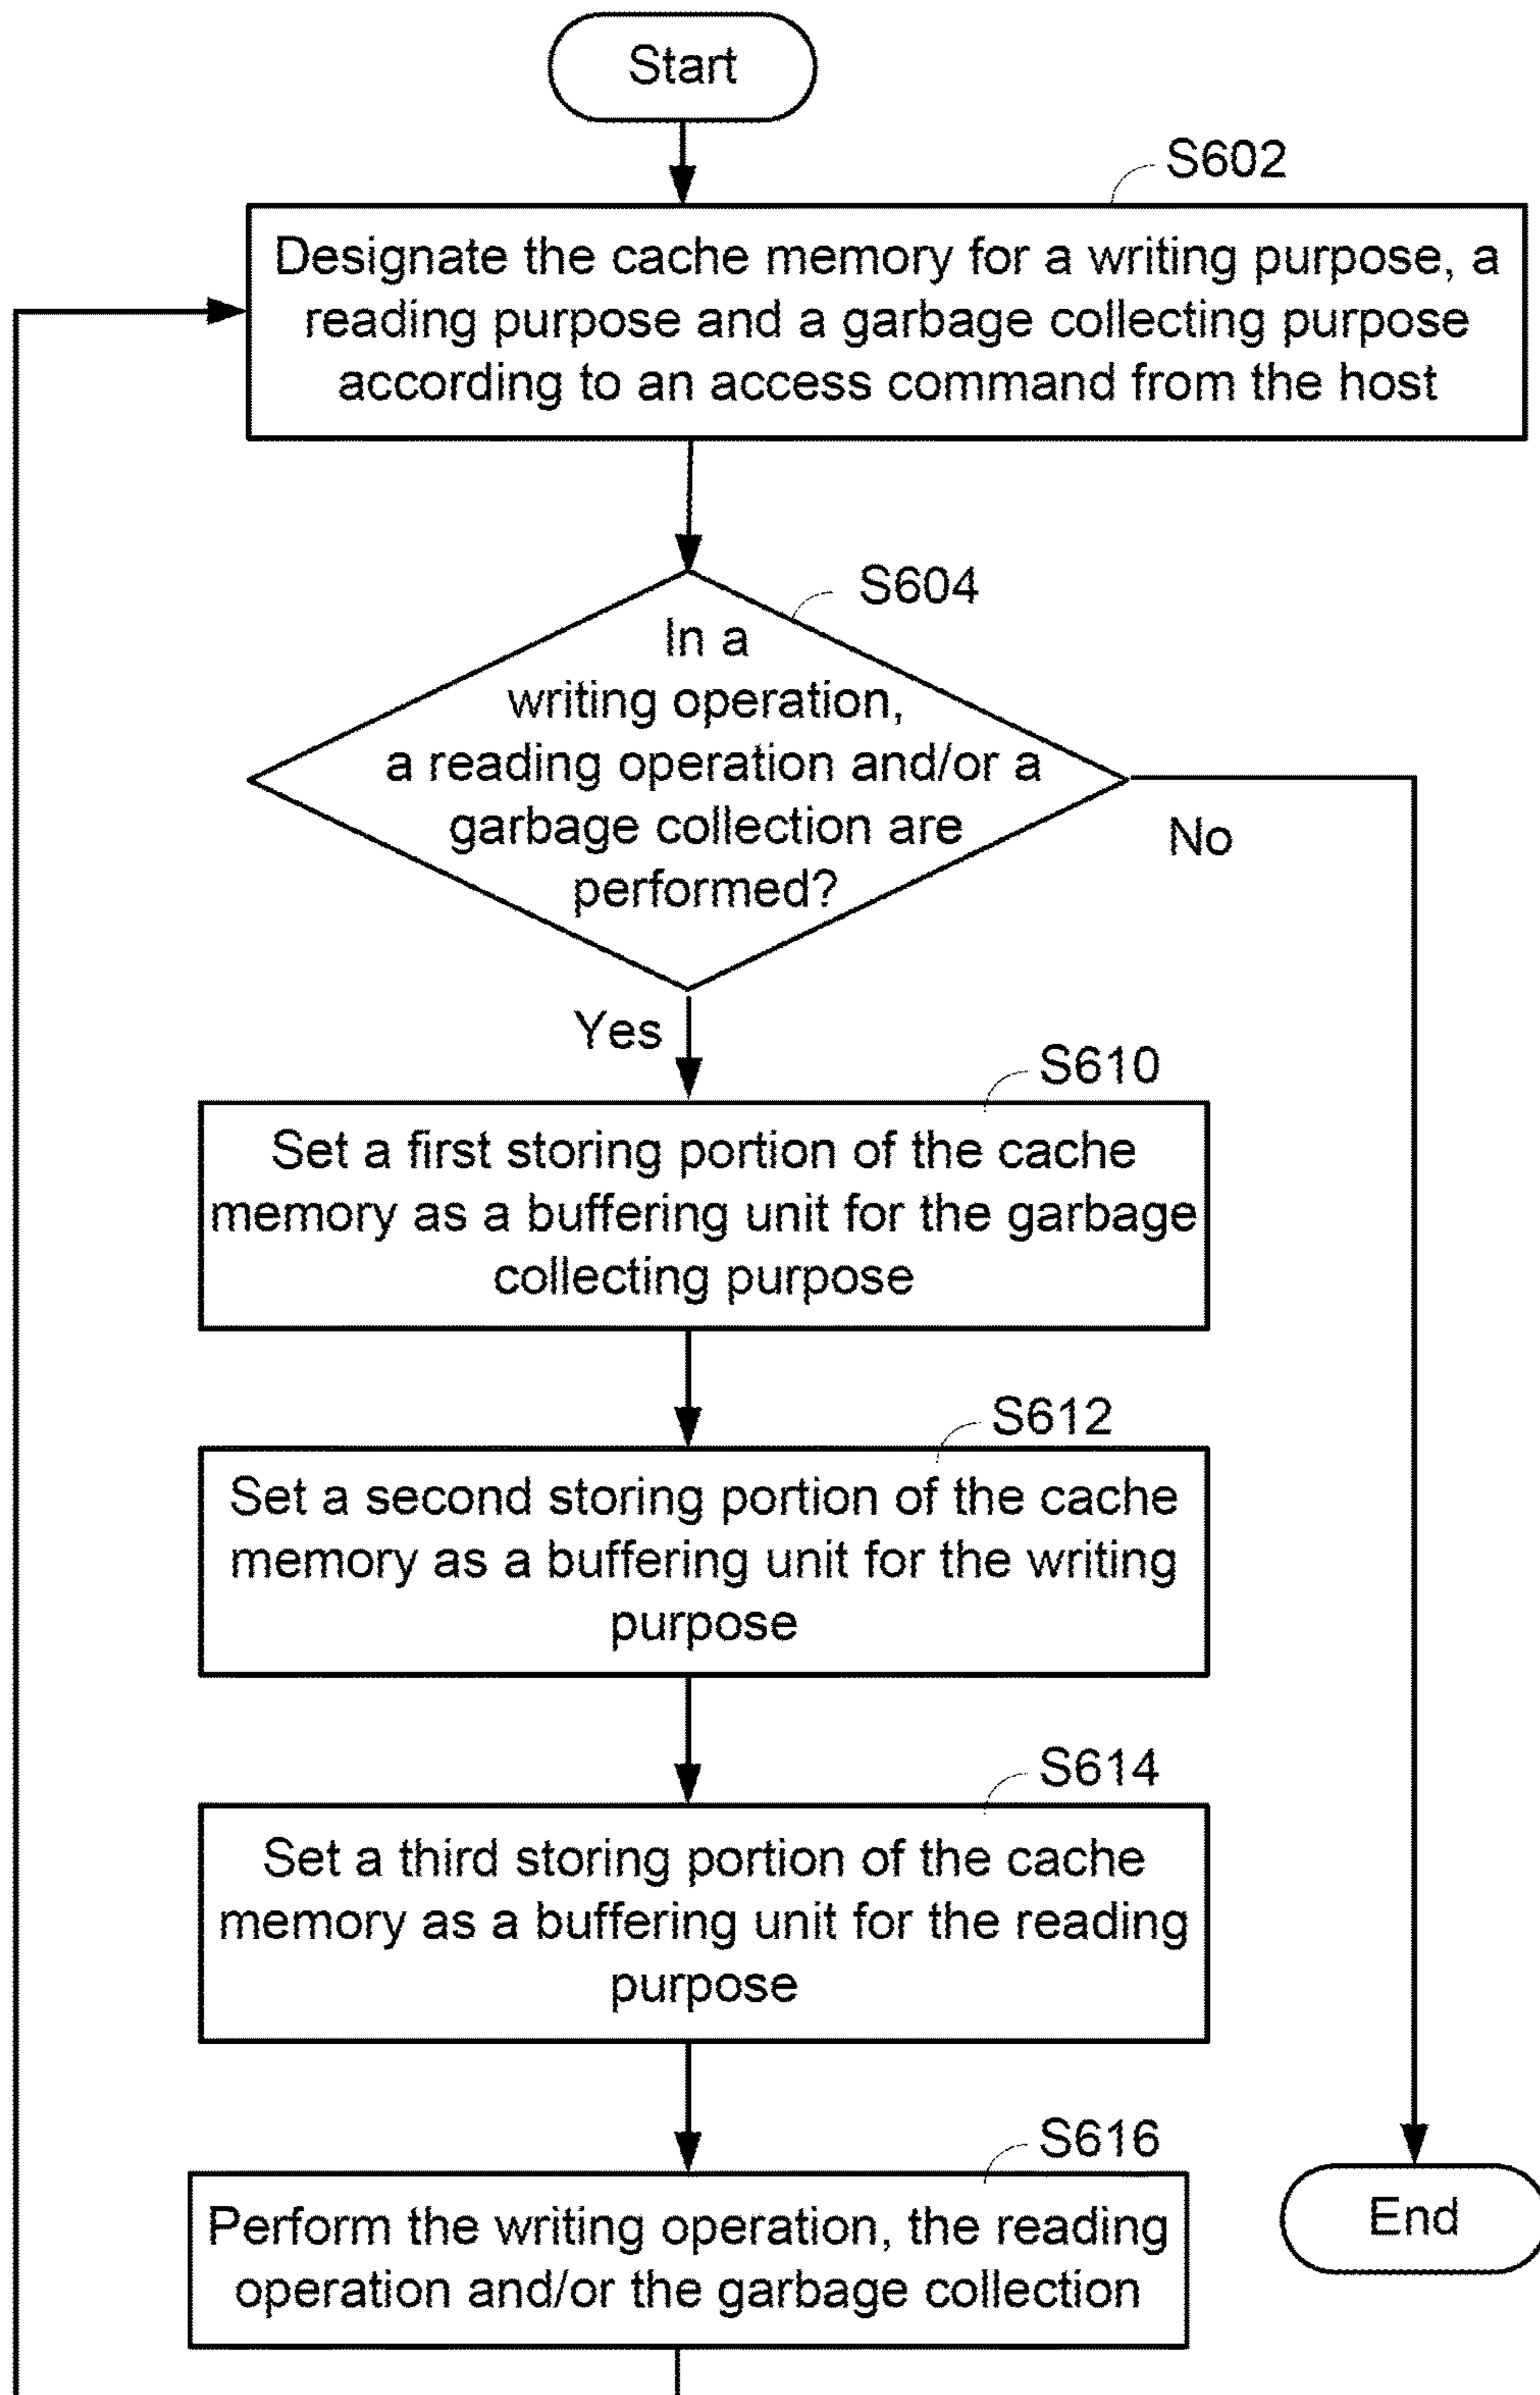 Start
S602
Designate the cache memory for a writing purpose, a
reading purpose and a garbage collecting purpose
according to an access command from the host
S604
In a
writing operation,
a reading operation and/or a
garbage collection are
performed?
No
Yes
S610
Set a first storing portion of the cache
memory as a buffering unit for the garbage
collecting purpose
S612
Set a second storing portion of the cache
memory as a buffering unit for the writing
purpose
S614
Set a third storing portion of the cache
memory as a buffering unit for the reading
purpose
S616
Perform the writing operation, the reading
operation and/or the garbage collection
End